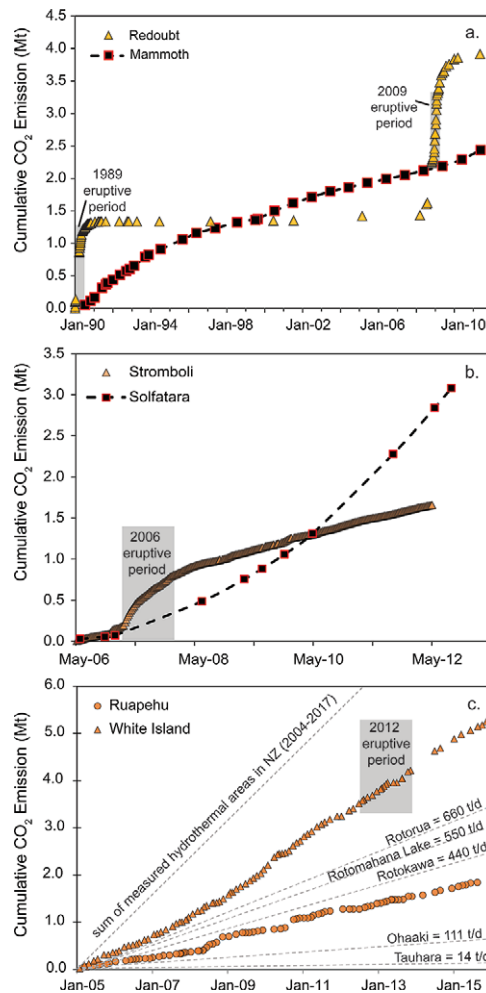 a.
Cumulative CO2 Emission (Mt)
4.5
4.0
3.5
3.0
2.5
2.0
1.5
1.0
0.5
0.0
Redoubt
Mammoth
2009
eruptive
period
1989
eruptive
period
Jan-90
Jan-94
Jan-98
Jan-02
Jan-06
Jan-10
b.
Cumulative CO2 Emission (Mt)
3.5
3.0
2.5
2.0
1.5
1.0
0.5
0.0
Stromboli
Solfatara
2006
eruptive
period
May-06
May-08
May-10
May-12
c.
Cumulative CO2 Emission (Mt)
6.0
5.0
4.0
3.0
2.0
1.0
0.0
Ruapehu
White Island
sum of measured hydrothermal areas in NZ (2004-2017)
2012
eruptive
period
Rotorua = 660 t/d
Rotomahana Lake = 550 t/d
Rotokawa = 440 t/d
Ohaaki = 111 t/d
Tauhara = 14 t/d
Jan-05
Jan-07
Jan-09
Jan-11
Jan-13
Jan-15